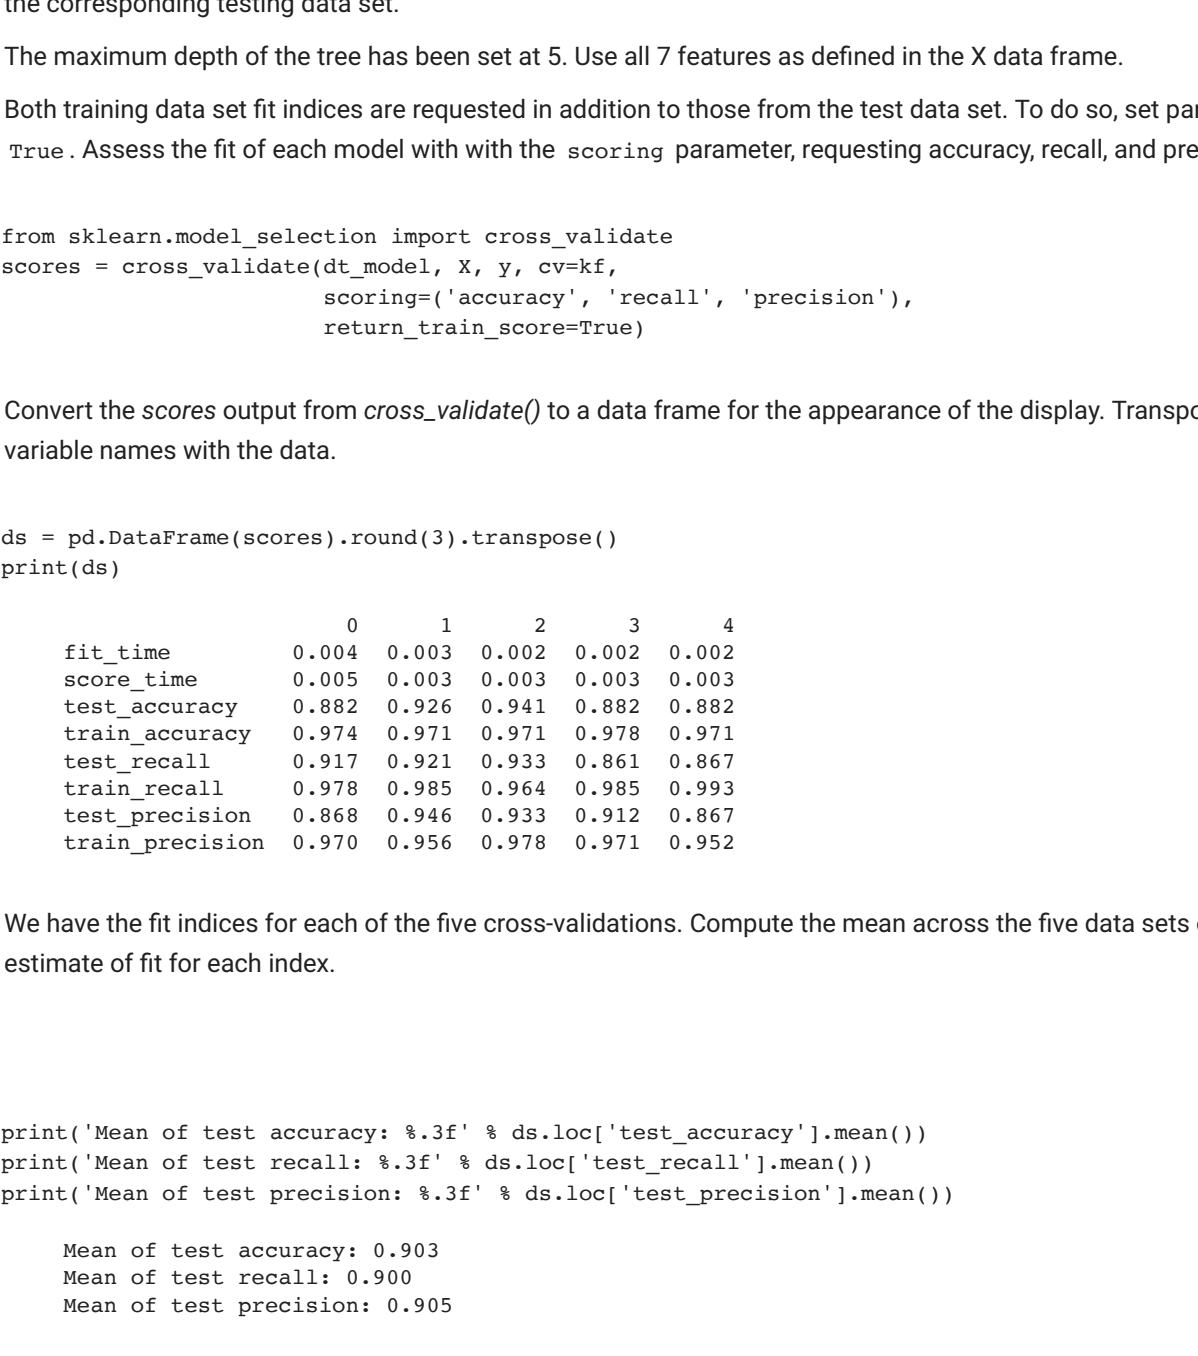 the corresponding testing data set.
The maximum depth of the tree has been set at 5. Use all 7 features as defined in the X data frame.
Both training data set fit indices are requested in addition to those from the test data set. To do so, set
True. Assess the fit of each model with with the scoring parameter, requesting accuracy, recall, and
from sklearn.model_selection import cross_validate
scores = cross_validate(dt_model, X, y, cv=kf,
                        scoring=('accuracy', 'recall', 'precision'),
                        return_train_score=True)
Convert the scores output from cross_validate() to a data frame for the appearance of the display.
variable names with the data.
ds = pd.DataFrame(scores).round(3).transpose()
print(ds)
                     0      1      2      3      4
fit_time         0.004  0.003  0.002  0.002  0.002
score_time       0.005  0.003  0.003  0.003  0.003
test_accuracy    0.882  0.926  0.941  0.882  0.882
train_accuracy   0.974  0.971  0.971  0.978  0.971
test_recall      0.917  0.921  0.933  0.861  0.867
train_recall     0.978  0.985  0.964  0.985  0.993
test_precision   0.868  0.946  0.933  0.912  0.867
train_precision  0.970  0.956  0.978  0.971  0.952
We have the fit indices for each of the five cross-validations. Compute the mean across the five data sets
estimate of fit for each index.
print('Mean of test accuracy: %.3f' % ds.loc['test_accuracy'].mean())
print('Mean of test recall: %.3f' % ds.loc['test_recall'].mean())
print('Mean of test precision: %.3f' % ds.loc['test_precision'].mean())
Mean of test accuracy: 0.903
Mean of test recall: 0.900
Mean of test precision: 0.905